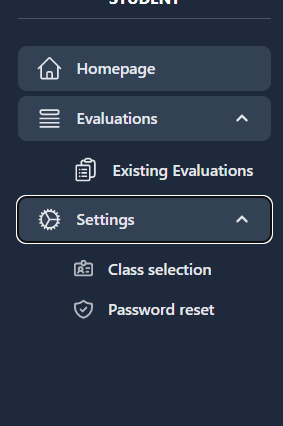 STUDENT
Homepage
Evaluations
Existing Evaluations
Settings
Class selection
Password reset